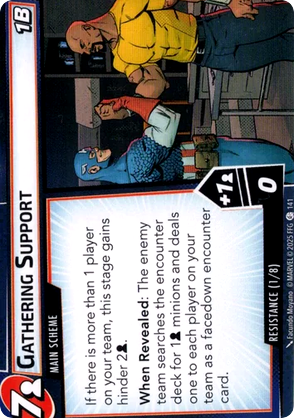 1B
GATHERING SUPPORT
MAIN SCHEME
If there is more than 1 player
on your team, this stage gains
hinder 2.
When Revealed: The enemy
team searches the encounter
deck for 1 minions and deals
one to each player on your
team as a facedown encounter
card.
7
+1
0
RESISTANCE (1/8)
Facundo Moyano © MARVEL © 2025 FFG 141